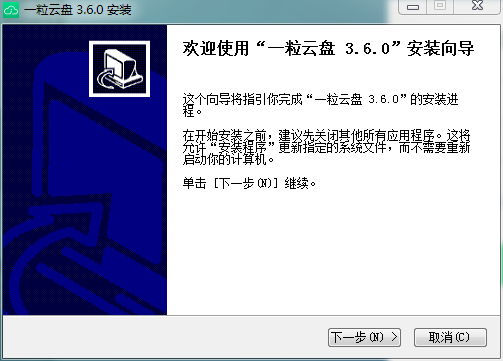 一粒云盘 3.6.0 安装
欢迎使用“一粒云盘 3.6.0”安装向导
这个向导将指引你完成“一粒云盘 3.6.0”的安装进
程。
在开始安装之前，建议先关闭其他所有应用程序。这将
允许“安装程序”更新指定的系统文件，而不需要重新
启动你的计算机。
单击 [下一步(N)] 继续。
下一步(N) >
取消(C)